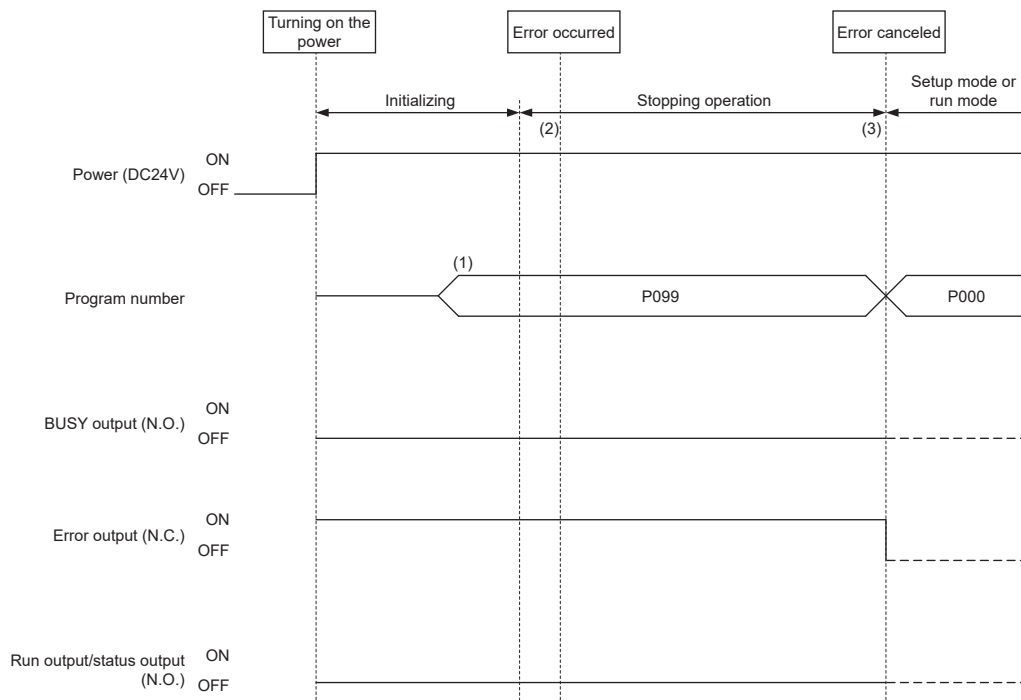 Turning on the
power
Error occurred
Error canceled
Initializing
Stopping operation
Setup mode or
run mode
(2)
(3)
Power (DC24V)
ON
OFF
(1)
Program number
P099
P000
BUSY output (N.O.)
ON
OFF
Error output (N.C.)
ON
OFF
Run output/status output
(N.O.)
ON
OFF